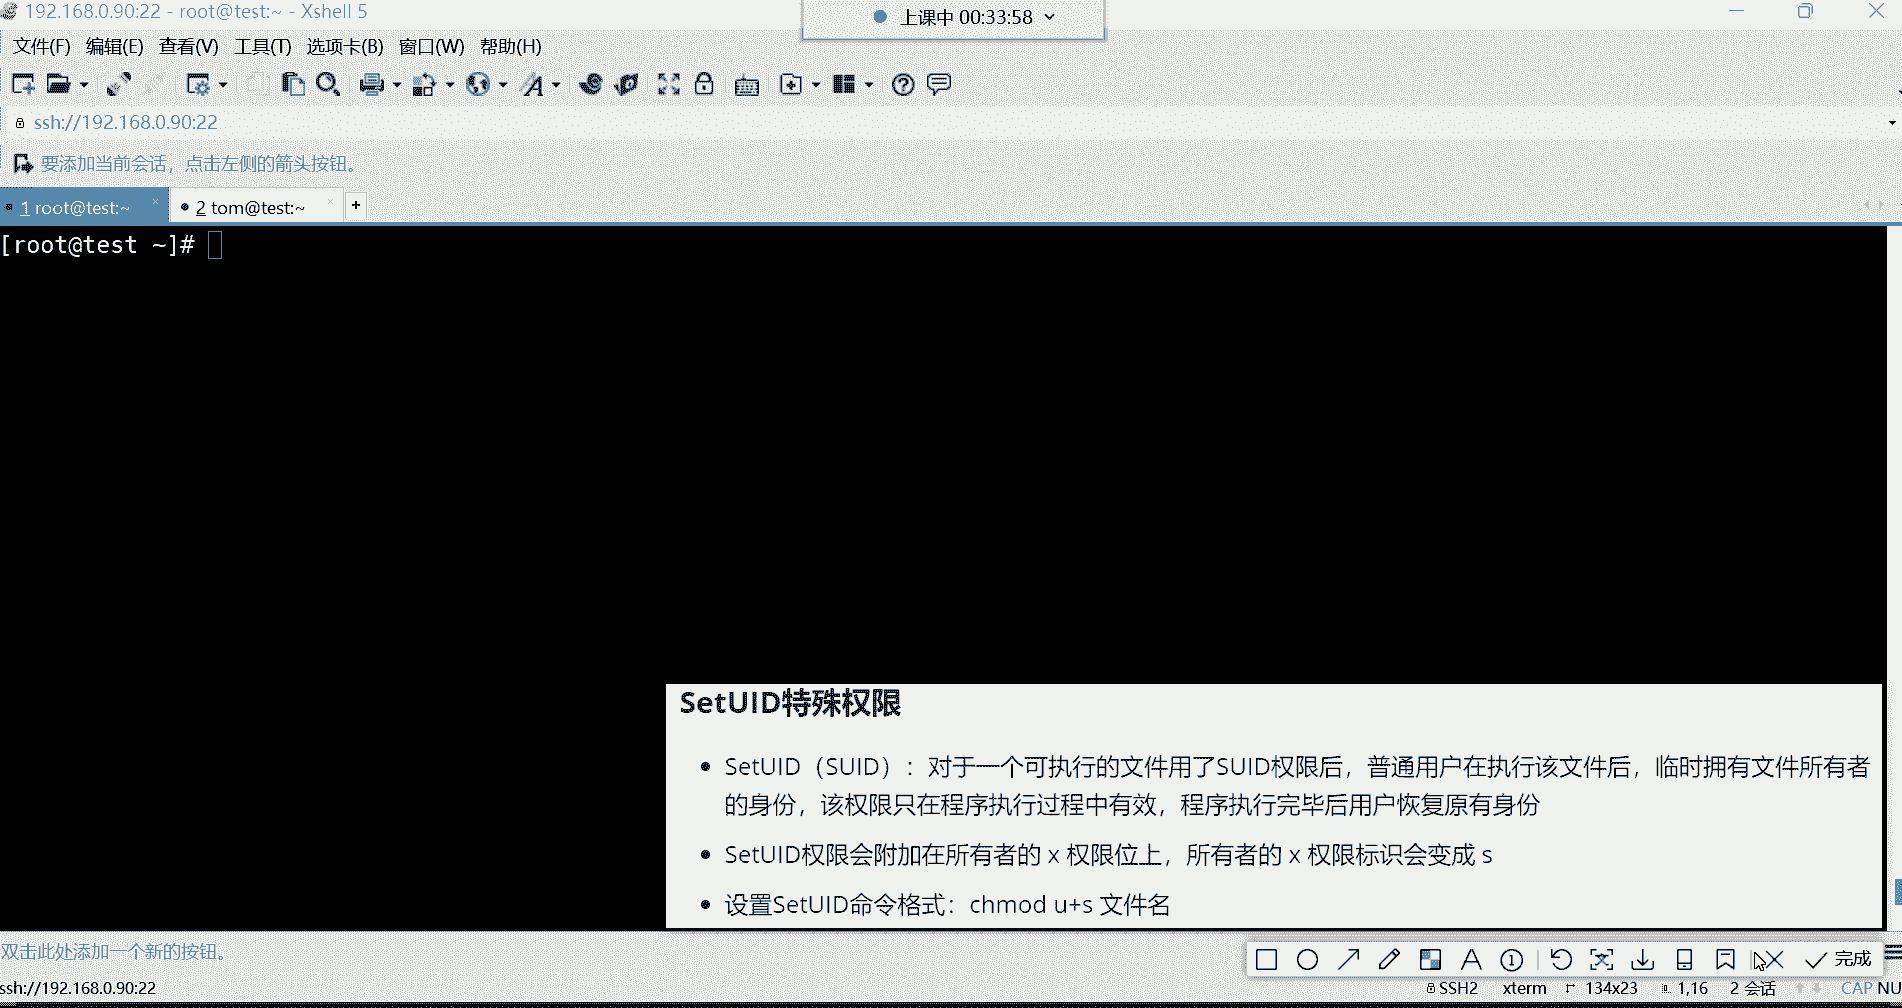 192.168.0.90:22 - root@test:~ - Xshell 5
上课中 00:33:58
文件(F) 编辑(E) 查看(V) 工具(T) 选项卡(B) 窗口(W) 帮助(H)
ssh://192.168.0.90:22
要添加当前会话，点击左侧的箭头按钮。
1 root@test:~ × 2 tom@test:~ × +
[root@test ~]#
SetUID特殊权限
• SetUID（SUID）：对于一个可执行的文件用了SUID权限后，普通用户在执行该文件后，临时拥有文件所有者
的身份，该权限只在程序执行过程中有效，程序执行完毕后用户恢复原有身份
• SetUID权限会附加在所有者的 x 权限位上，所有者的 x 权限标识会变成 s
• 设置SetUID命令格式：chmod u+s 文件名
双击此处添加一个新的按钮。
完成
ssh://192.168.0.90:22
SSH2 xterm 134x23 1,16 2 会话 CAP NU